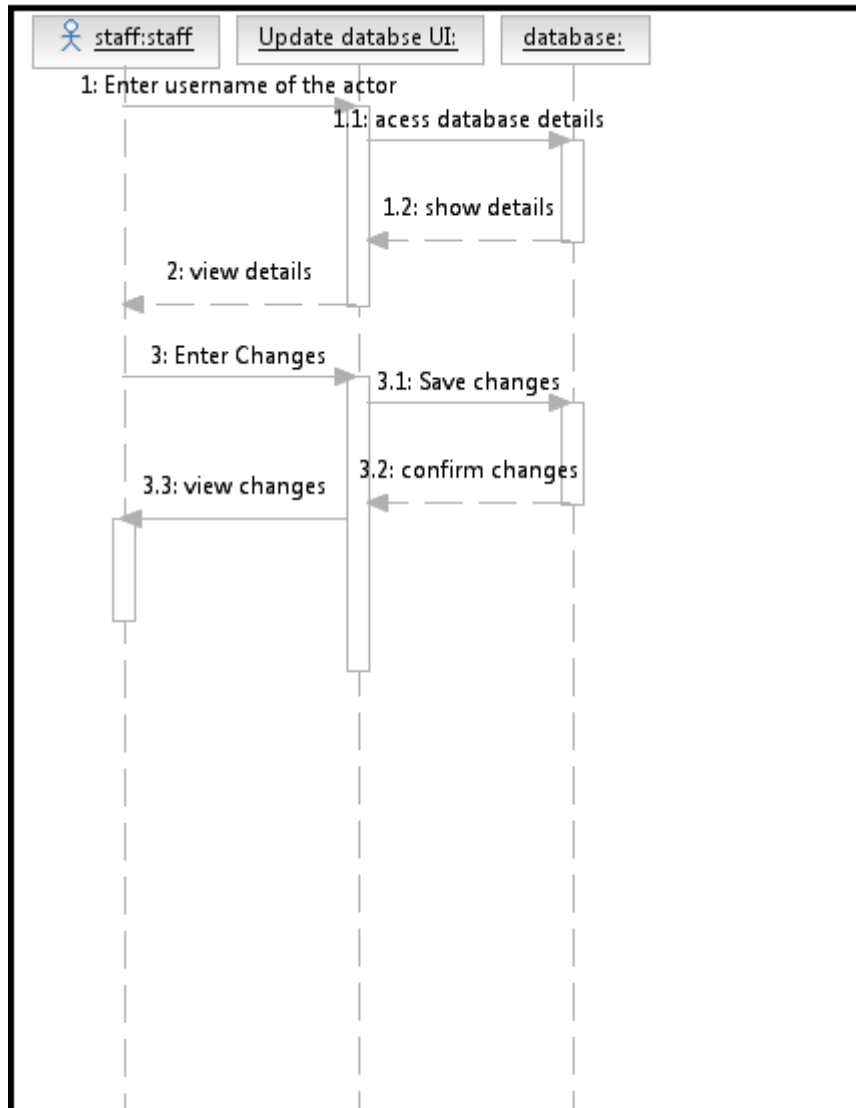 staff:staff
Update databse UI:
database:
1: Enter username of the actor
1.1: acess database details
1.2: show details
2: view details
3: Enter Changes
3.1: Save changes
3.2: confirm changes
3.3: view changes